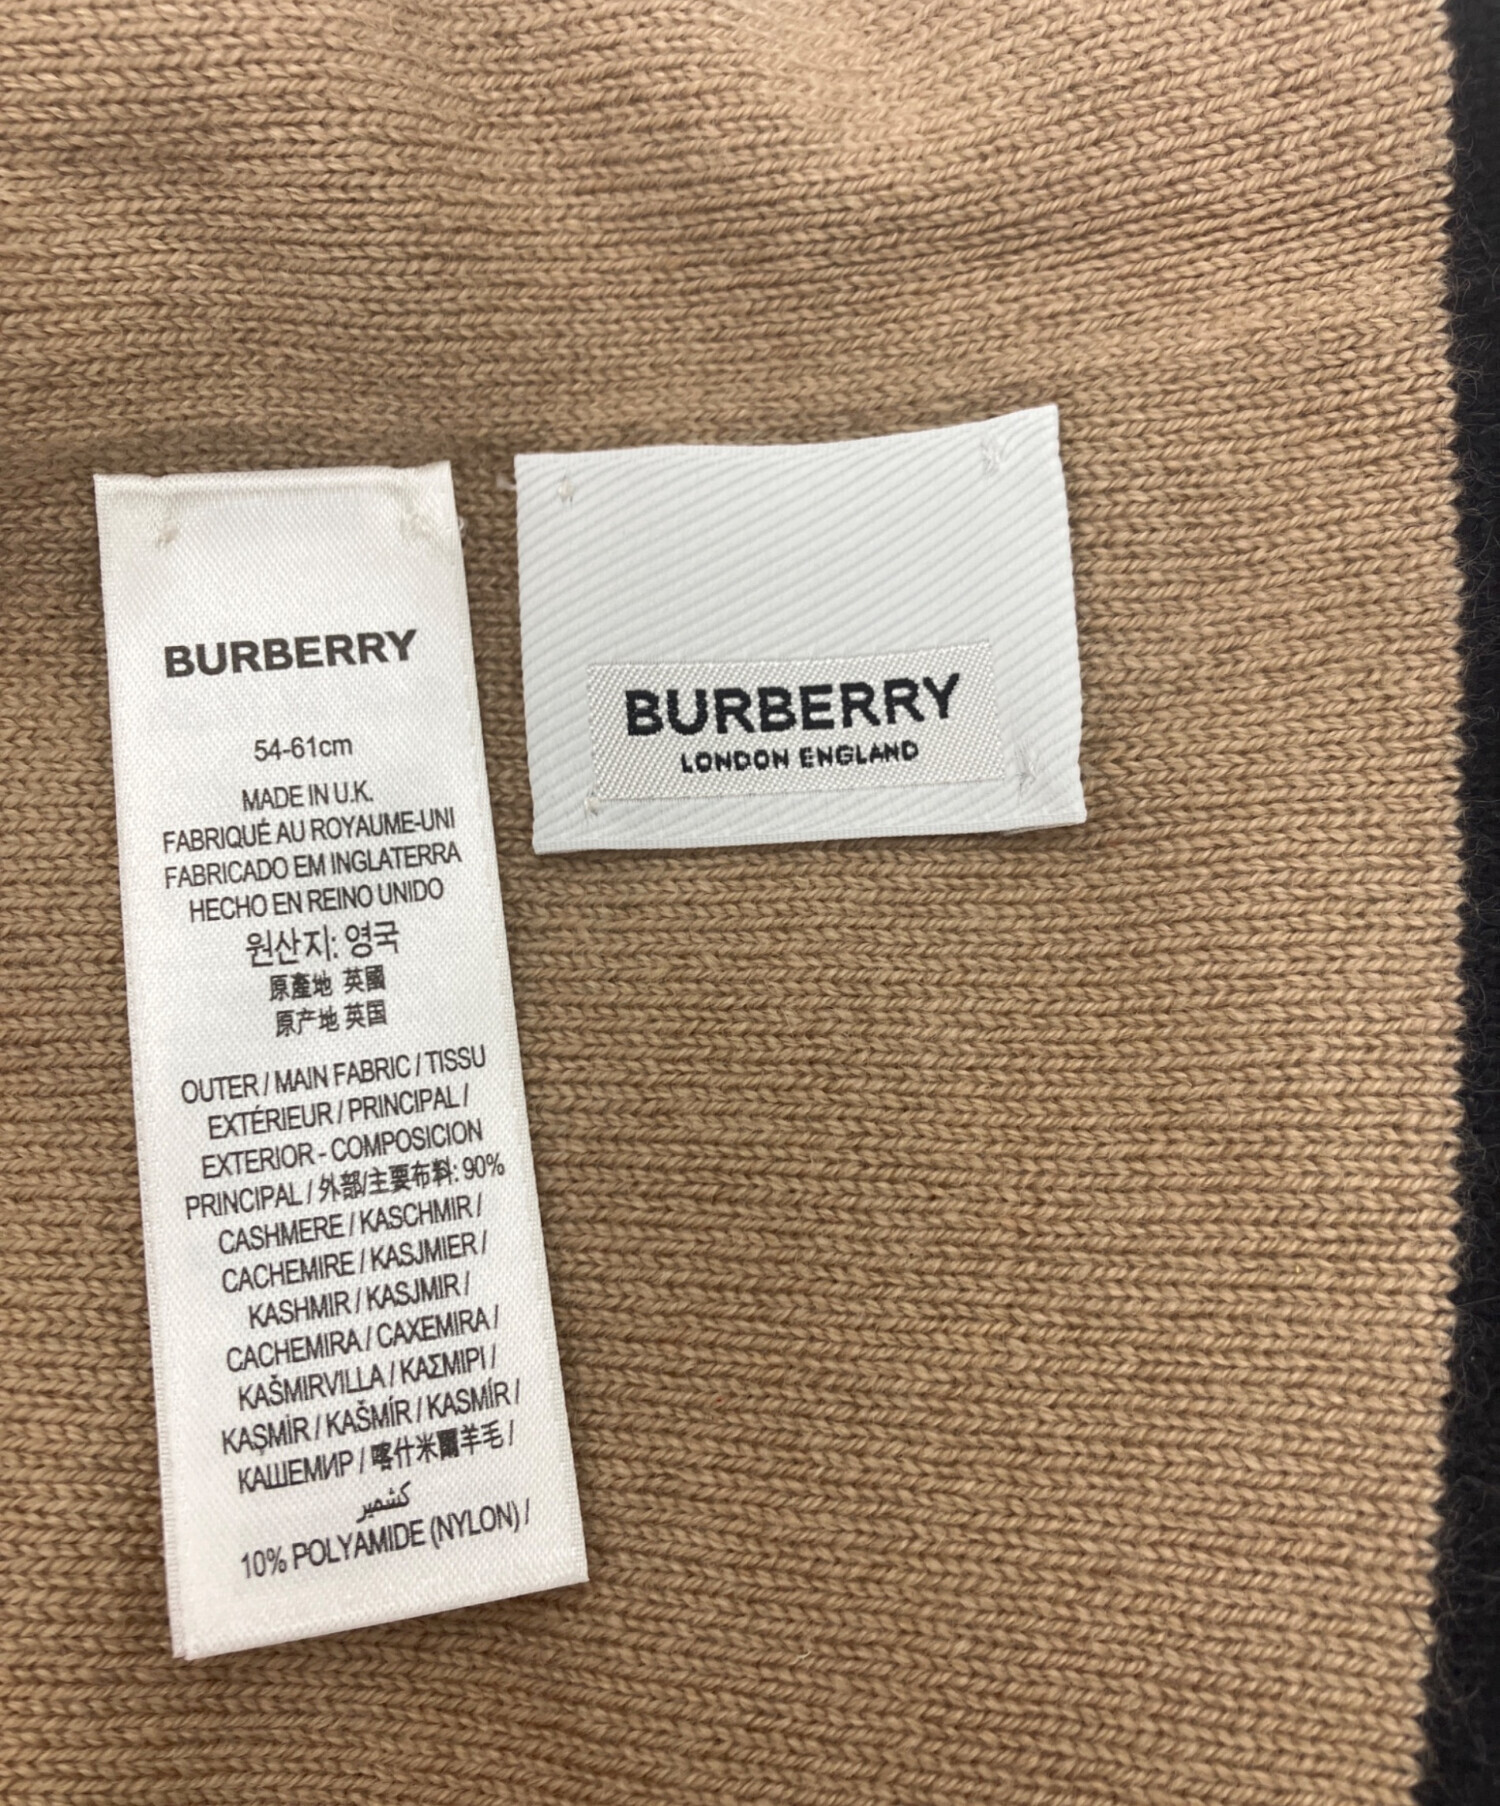 BURBERRY
54-61cm
MADE IN U.K.
FABRIQUÉ AU ROYAUME-UNI
FABRICADO EM INGLATERRA
HECHO EN REINO UNIDO
원산지: 영국
原產地 英國
原产地 英国
OUTER / MAIN FABRIC / TISSU
EXTÉRIEUR / PRINCIPAL /
EXTERIOR - COMPOSICION
PRINCIPAL / 外部/主要布料: 90%
CASHMERE / KASCHMIR /
CACHEMIRE / KASJMIER /
KASHMIR / KASJMIR /
CACHEMIRA / CAXEMIRA /
KAŠMIRVILLA / ΚΑΣΜΙΡΙ /
KAŞMİR / KAŠMÍR / KASMÍR /
КАШЕМИР / 喀什米爾羊毛 /
كشمير
10% POLYAMIDE (NYLON) /
BURBERRY
LONDON ENGLAND